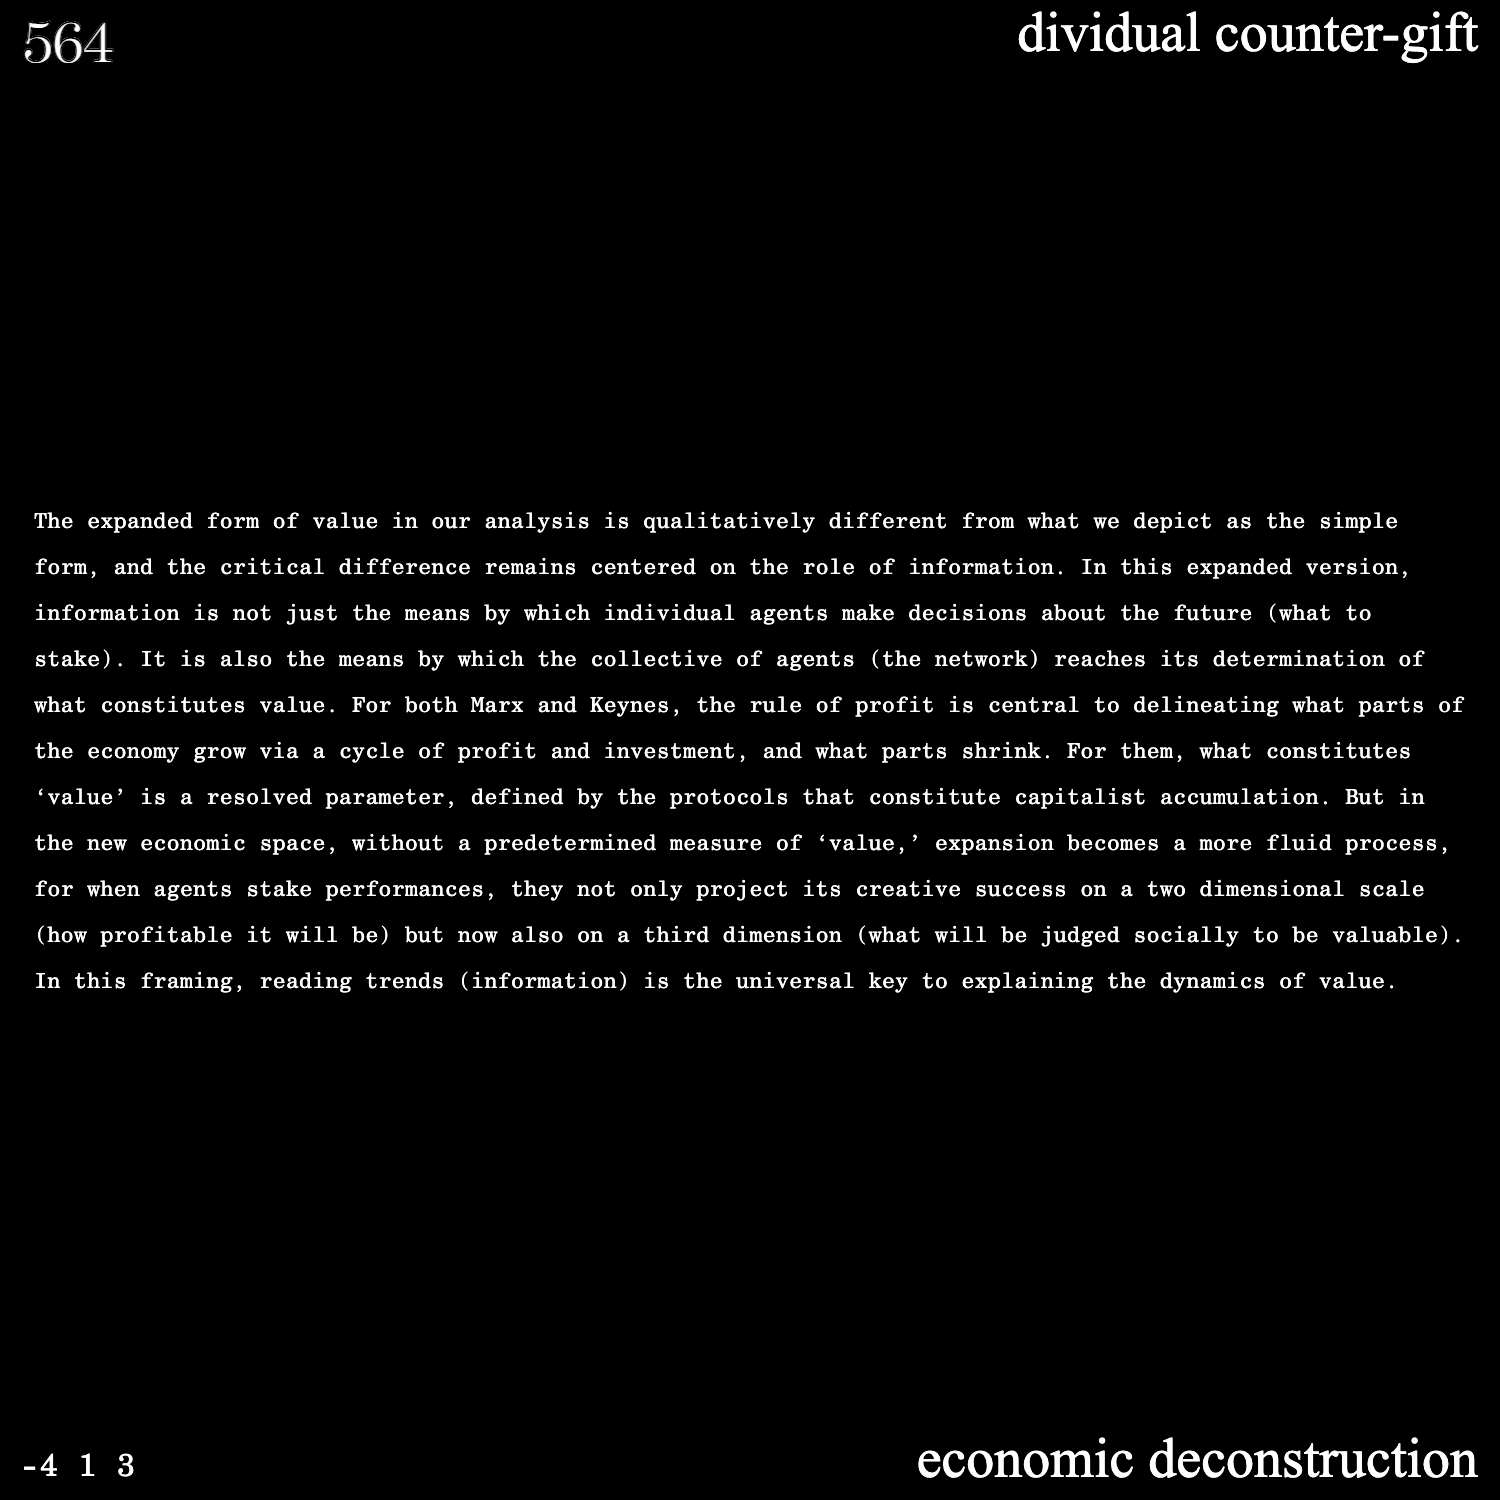 564
dividual counter-gift
The expanded form of value in our analysis is qualitatively different from what we depict as the simple
form, and the critical difference remains centered on the role of information. In this expanded version,
information is not just the means by which individual agents make decisions about the future (what to
stake). It is also the means by which the collective of agents (the network) reaches its determination of
what constitutes value. For both Marx and Keynes, the rule of profit is central to delineating what parts of
the economy grow via a cycle of profit and investment, and what parts shrink. For them, what constitutes
‘value’ is a resolved parameter, defined by the protocols that constitute capitalist accumulation. But in
the new economic space, without a predetermined measure of ‘value,’ expansion becomes a more fluid process,
for when agents stake performances, they not only project its creative success on a two dimensional scale
(how profitable it will be) but now also on a third dimension (what will be judged socially to be valuable).
In this framing, reading trends (information) is the universal key to explaining the dynamics of value.
-4 1 3
economic deconstruction